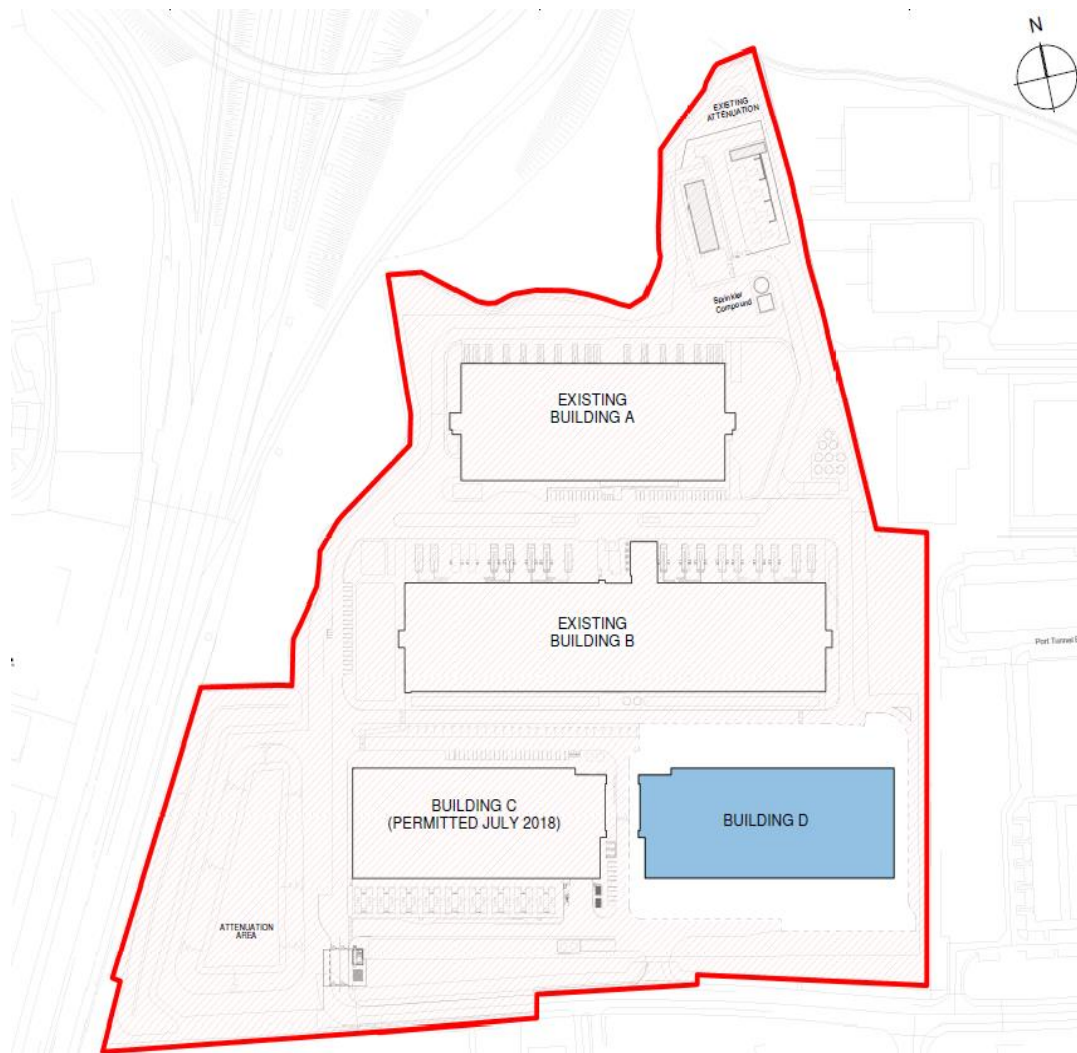 N
EXISTING
ATTENUATION
Sprinkler
Compound
EXISTING
BUILDING A
EXISTING
BUILDING B
Port Tunnel
BUILDING C
(PERMITTED JULY 2018)
BUILDING D
ATTENUATION
AREA